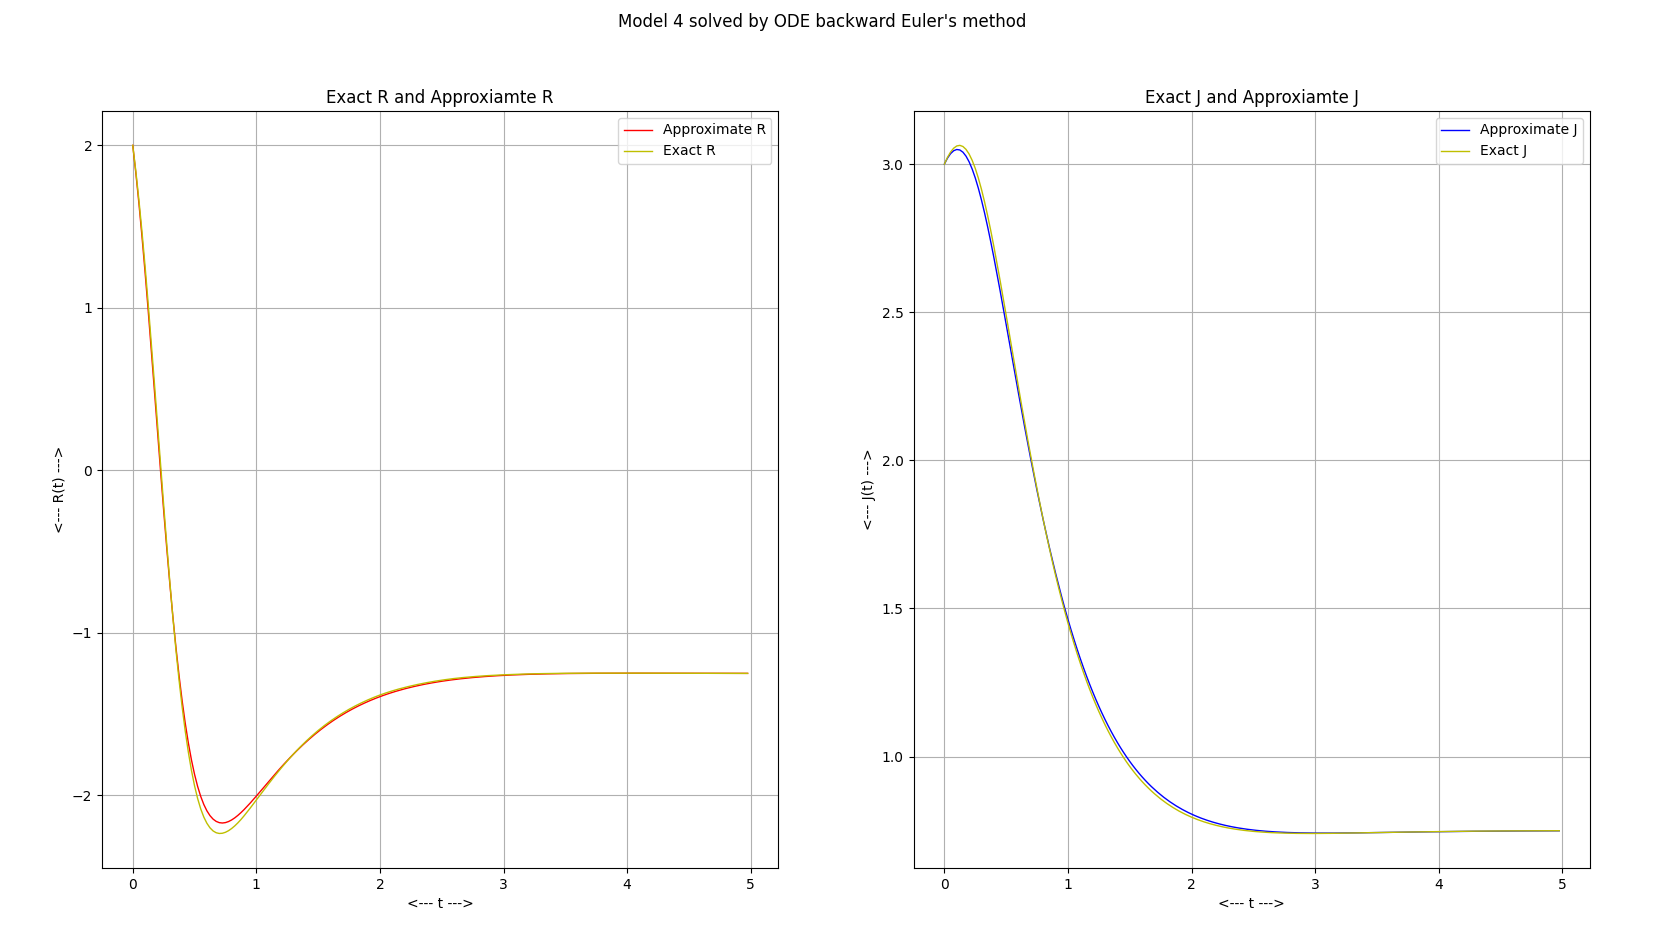 Model 4 solved by ODE backward Euler's method
Exact R and Approxiamte R
Approximate R
Exact R
2
1
0
−1
−2
<--- R(t) --->
0 1 2 3 4 5
<--- t --->
Exact J and Approxiamte J
Approximate J
Exact J
3.0
2.5
2.0
1.5
1.0
<--- J(t) --->
0 1 2 3 4 5
<--- t --->